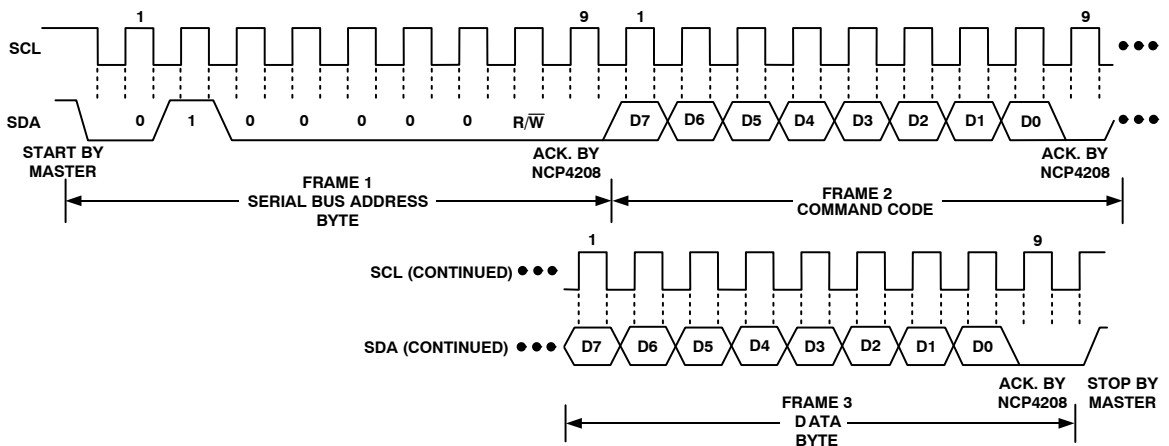 1 9 1 9
SCL
SDA 0 1 0 0 0 0 0 R/W̅ D7 D6 D5 D4 D3 D2 D1 D0
START BY
MASTER
ACK. BY
NCP4208
ACK. BY
NCP4208
FRAME 1
SERIAL BUS ADDRESS
BYTE
FRAME 2
COMMAND CODE
1 9
SCL (CONTINUED)
SDA (CONTINUED) D7 D6 D5 D4 D3 D2 D1 D0
ACK. BY
NCP4208
STOP BY
MASTER
FRAME 3
DATA
BYTE